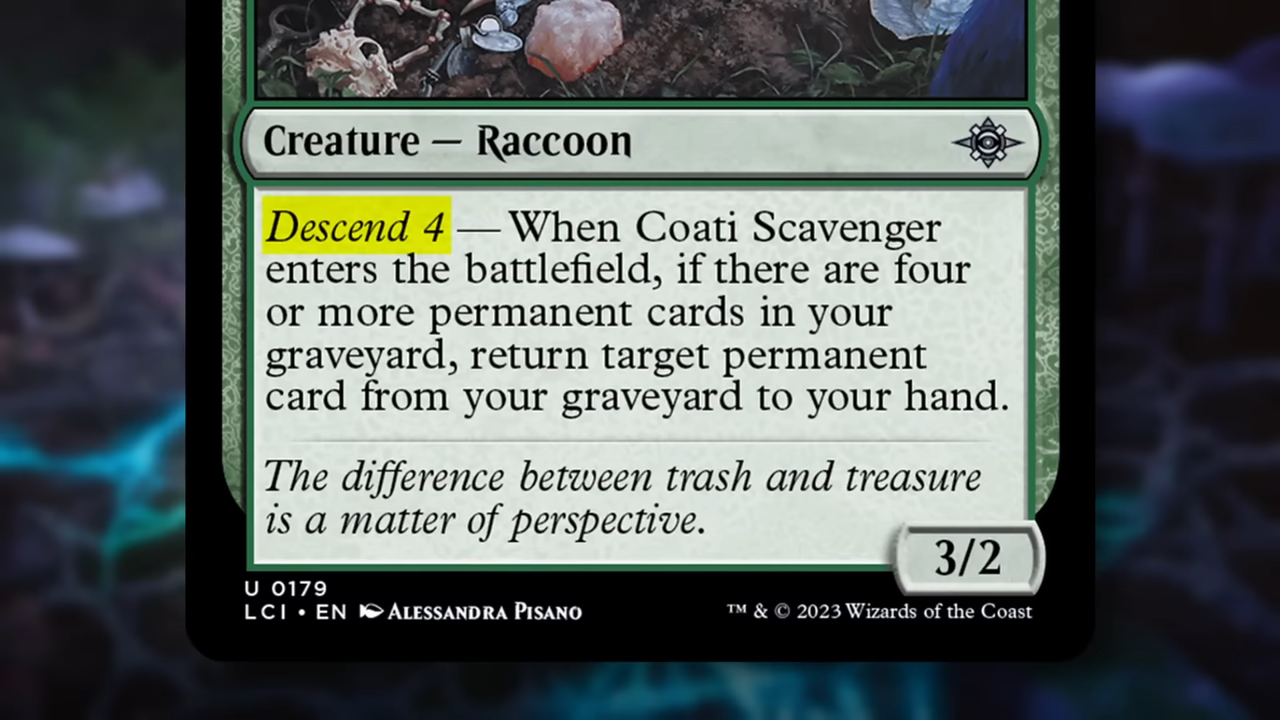 Creature — Raccoon
Descend 4 — When Coati Scavenger
enters the battlefield, if there are four
or more permanent cards in your
graveyard, return target permanent
card from your graveyard to your hand.
The difference between trash and treasure
is a matter of perspective.
3/2
U 0179
LCI • EN ALESSANDRA PISANO
™ & © 2023 Wizards of the Coast